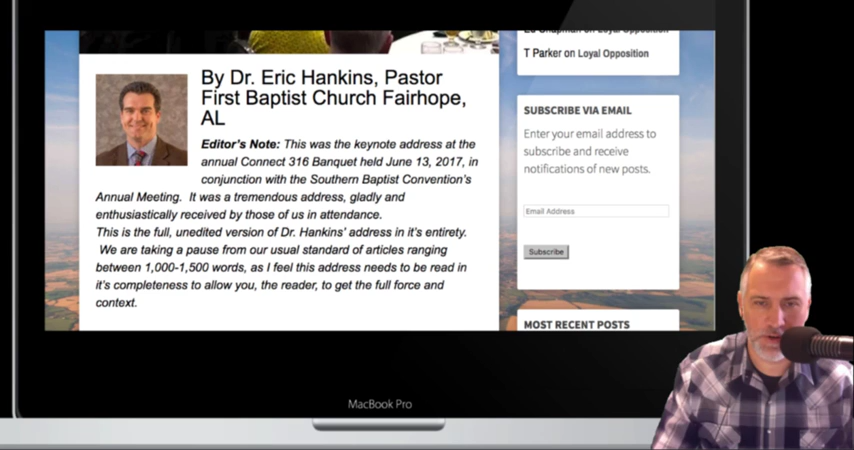 T Parker on Loyal Opposition
By Dr. Eric Hankins, Pastor
First Baptist Church Fairhope,
AL
Editor's Note: This was the keynote address at the
annual Connect 316 Banquet held June 13, 2017, in
conjunction with the Southern Baptist Convention's
Annual Meeting. It was a tremendous address, gladly and
enthusiastically received by those of us in attendance.
This is the full, unedited version of Dr. Hankins' address in it's entirety.
We are taking a pause from our usual standard of articles ranging
between 1,000-1,500 words, as I feel this address needs to be read in
it's completeness to allow you, the reader, to get the full force and
context.
SUBSCRIBE VIA EMAIL
Enter your email address to
subscribe and receive
notifications of new posts.
Email Address
Subscribe
MOST RECENT POSTS
MacBook Pro